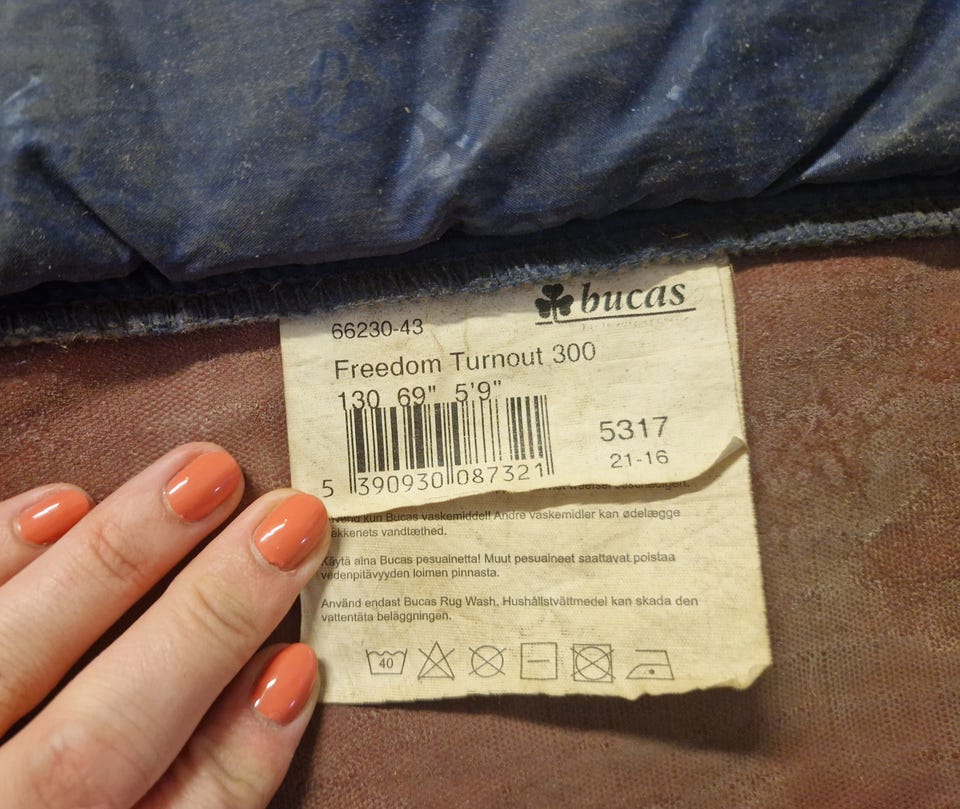 bucas
66230-43
Freedom Turnout 300
130 69" 5'9"
5317
21-16
5 390930 087321
kun Bucas vaskemiddel! Andre vaskemidler kan ødelægge
vandtæthed.
Käytä aina Bucas pesuainetta! Muut pesuaineet saattavat poistaa
vedenpitävyyden loimen pinnasta.
Använd endast Bucas Rug Wash. Hushållstvättmedel kan skada den
vattentäta beläggningen.
40